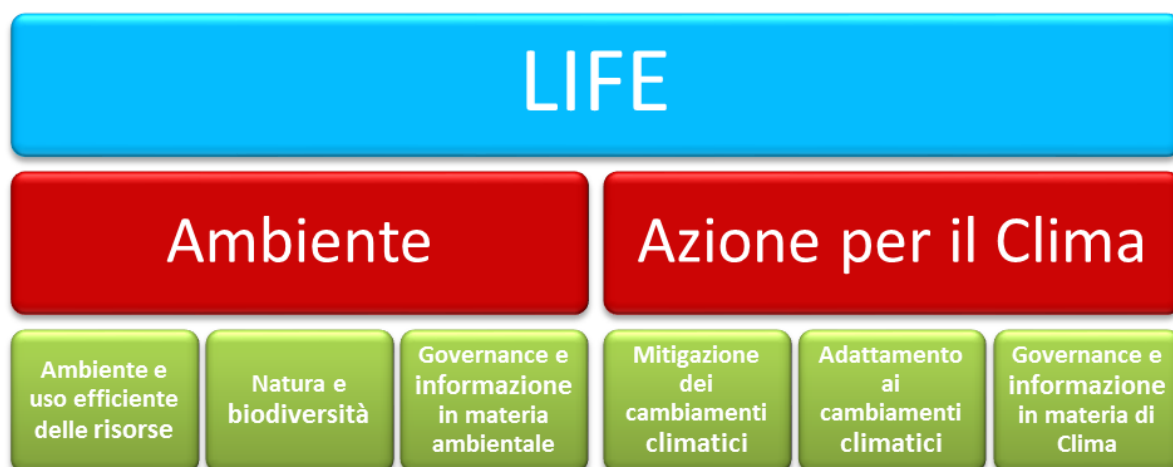 LIFE
Ambiente
Azione per il Clima
Ambiente e
uso efficiente
delle risorse
Natura e
biodiversità
Governance e
informazione
in materia
ambientale
Mitigazione
dei
cambiamenti
climatici
Adattamento
ai
cambiamenti
climatici
Governance e
informazione
in materia di
Clima